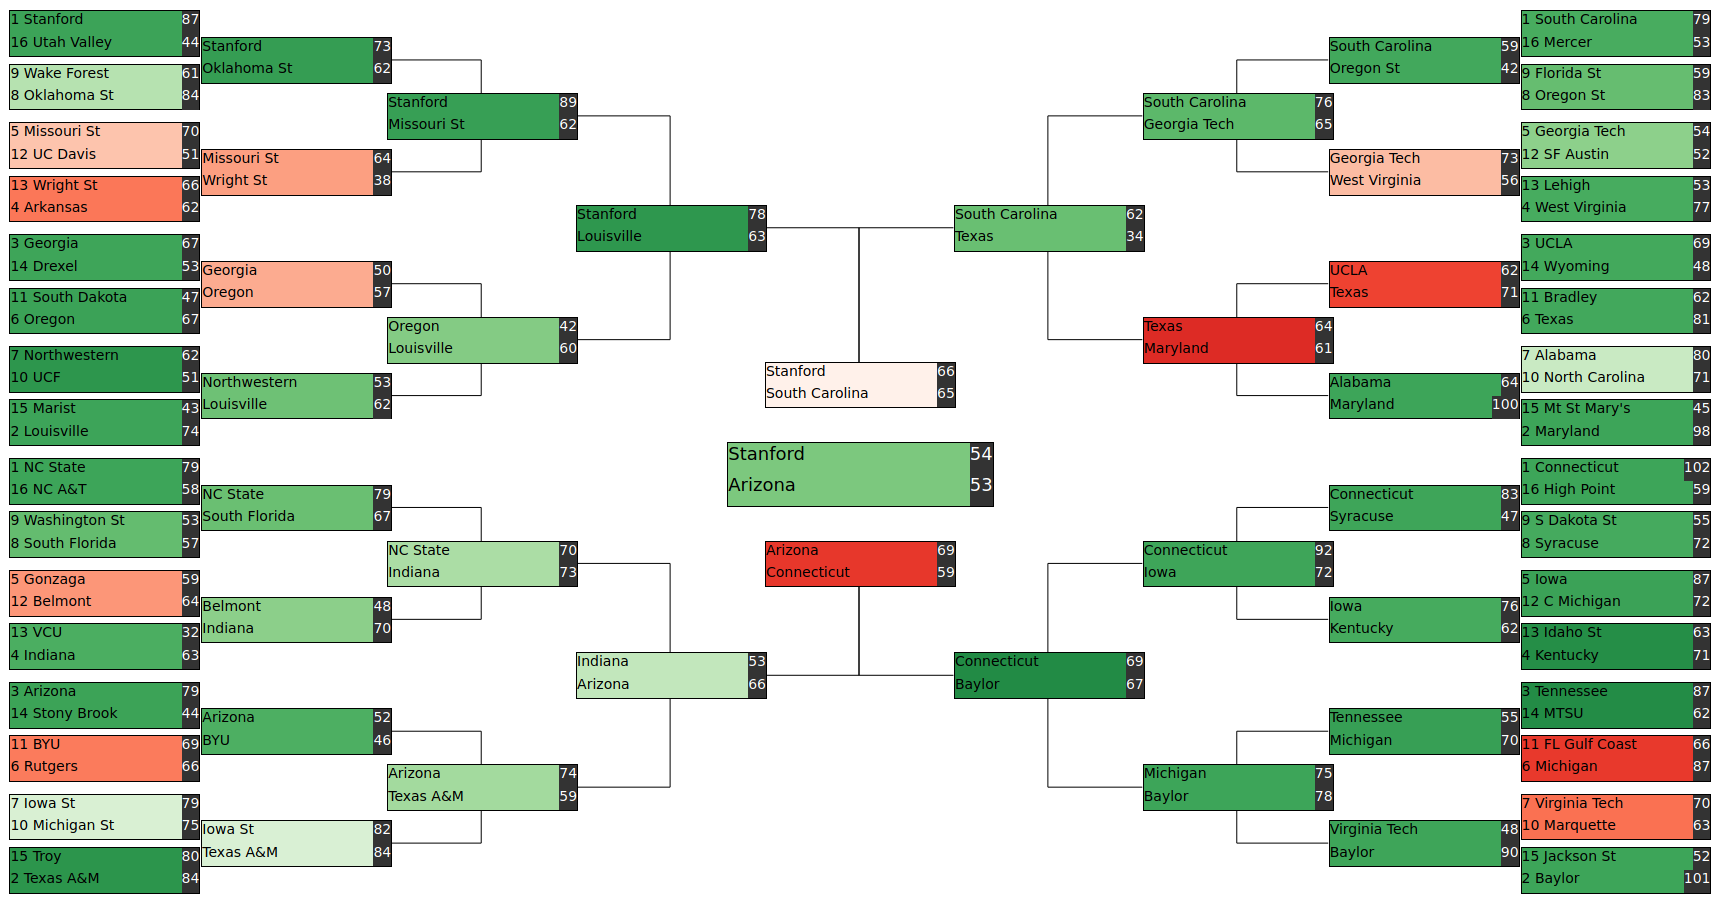 1 Stanford 87
16 Utah Valley 44
9 Wake Forest 61
8 Oklahoma St 84
5 Missouri St 70
12 UC Davis 51
13 Wright St 66
4 Arkansas 62
3 Georgia 67
14 Drexel 53
11 South Dakota 47
6 Oregon 67
7 Northwestern 62
10 UCF 51
15 Marist 43
2 Louisville 74
1 NC State 79
16 NC A&T 58
9 Washington St 53
8 South Florida 57
5 Gonzaga 59
12 Belmont 64
13 VCU 32
4 Indiana 63
3 Arizona 79
14 Stony Brook 44
11 BYU 69
6 Rutgers 66
7 Iowa St 79
10 Michigan St 75
15 Troy 80
2 Texas A&M 84
Stanford 73
Oklahoma St 62
Missouri St 64
Wright St 38
Georgia 50
Oregon 57
Northwestern 53
Louisville 62
NC State 79
South Florida 67
Belmont 48
Indiana 70
Arizona 52
BYU 46
Iowa St 82
Texas A&M 84
Stanford 89
Missouri St 62
Oregon 42
Louisville 60
NC State 70
Indiana 73
Arizona 74
Texas A&M 59
Stanford 78
Louisville 63
Indiana 53
Arizona 66
Stanford 66
South Carolina 65
Stanford 54
Arizona 53
Arizona 69
Connecticut 59
South Carolina 62
Texas 34
Connecticut 69
Baylor 67
South Carolina 76
Georgia Tech 65
Texas 64
Maryland 61
Connecticut 92
Iowa 72
Michigan 75
Baylor 78
South Carolina 59
Oregon St 42
Georgia Tech 73
West Virginia 56
UCLA 62
Texas 71
Alabama 64
Maryland 100
Connecticut 83
Syracuse 47
Iowa 76
Kentucky 62
Tennessee 55
Michigan 70
Virginia Tech 48
Baylor 90
1 South Carolina 79
16 Mercer 53
9 Florida St 59
8 Oregon St 83
5 Georgia Tech 54
12 SF Austin 52
13 Lehigh 53
4 West Virginia 77
3 UCLA 69
14 Wyoming 48
11 Bradley 62
6 Texas 81
7 Alabama 80
10 North Carolina 71
15 Mt St Mary's 45
2 Maryland 98
1 Connecticut 102
16 High Point 59
9 S Dakota St 55
8 Syracuse 72
5 Iowa 87
12 C Michigan 72
13 Idaho St 63
4 Kentucky 71
3 Tennessee 87
14 MTSU 62
11 FL Gulf Coast 66
6 Michigan 87
7 Virginia Tech 70
10 Marquette 63
15 Jackson St 52
2 Baylor 101